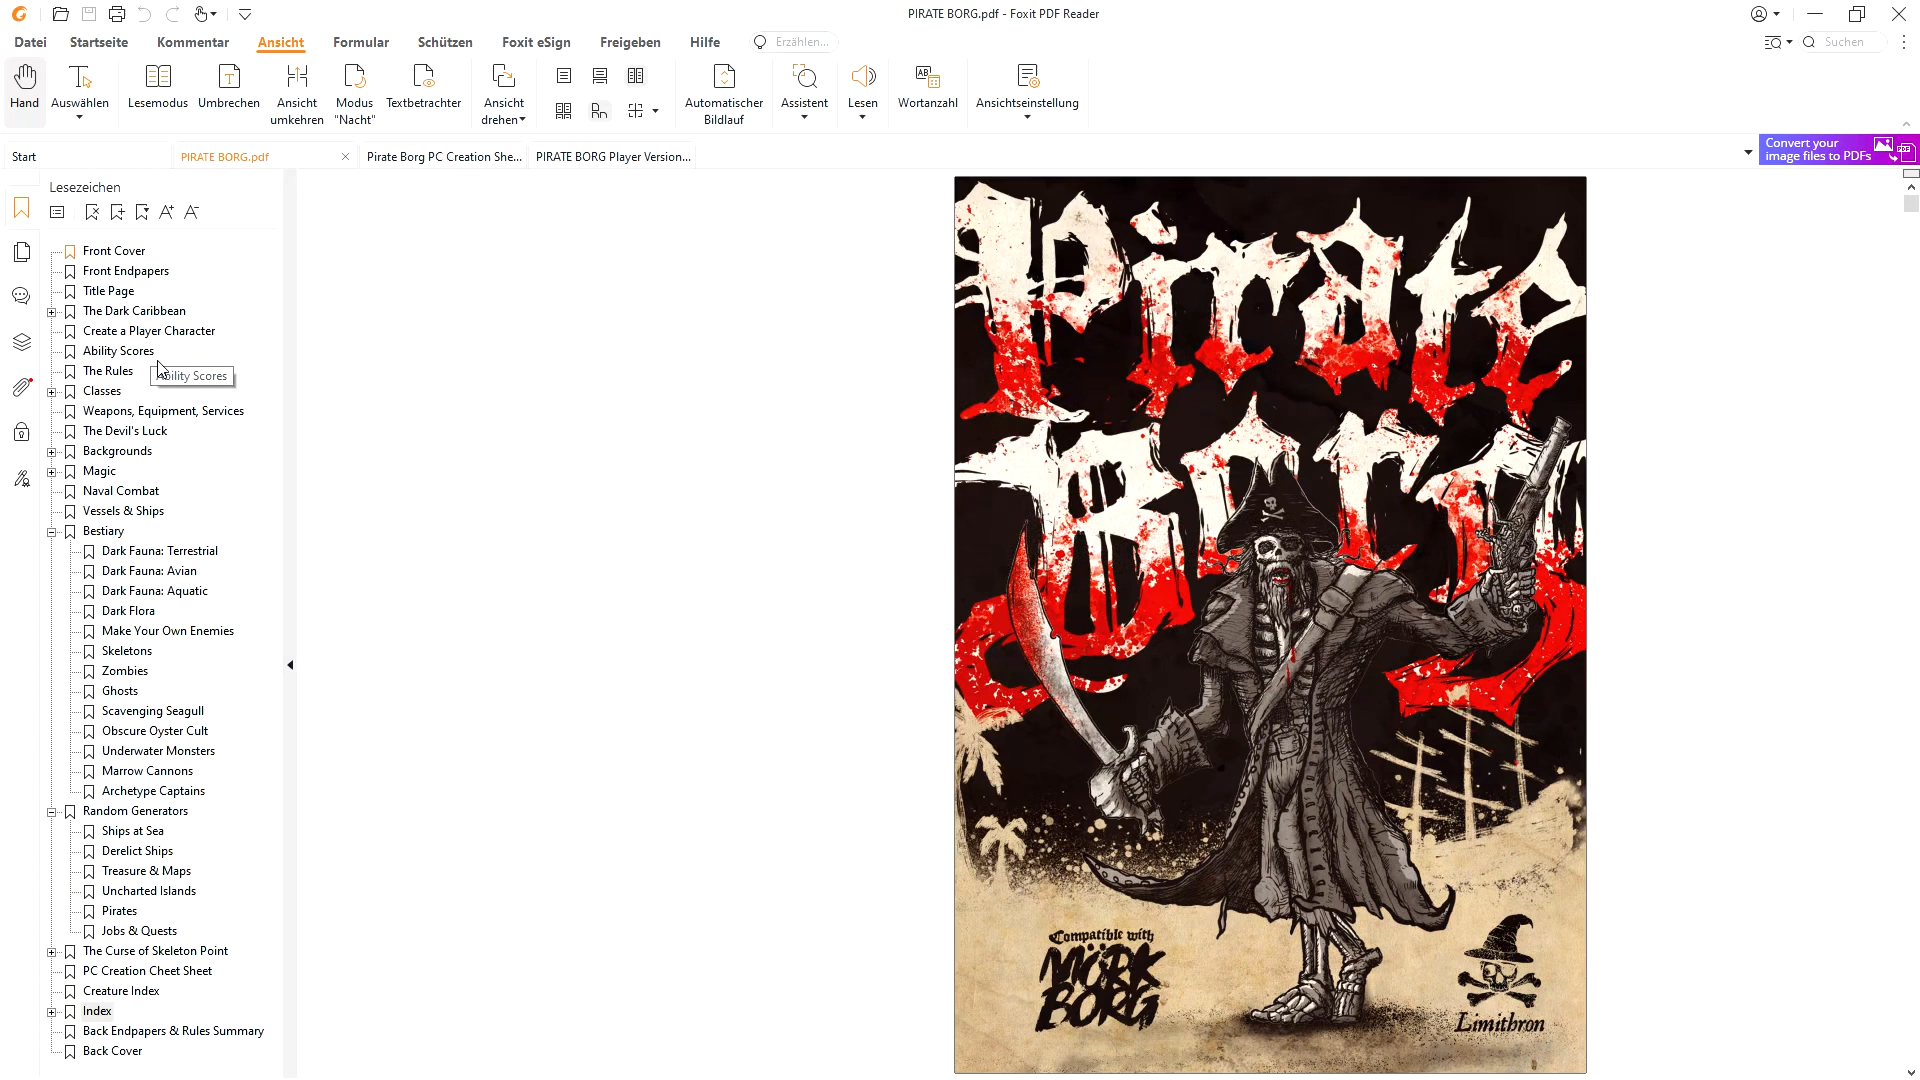 PIRATE BORG.pdf - Foxit PDF Reader
Datei Startseite Kommentar Ansicht Formular Schützen Foxit eSign Freigeben Hilfe Erzählen... Suchen
Hand Auswählen Lesemodus Umbrechen Ansicht umkehren Modus "Nacht" Textbetrachter Ansicht drehen Automatischer Bildlauf Assistent Lesen Wortanzahl Ansichtseinstellung
Start PIRATE BORG.pdf Pirate Borg PC Creation She... PIRATE BORG Player Version...
Convert your
image files to PDFs
Lesezeichen
Front Cover
Front Endpapers
Title Page
The Dark Caribbean
Create a Player Character
Ability Scores
The Rules
Ability Scores
Classes
Weapons, Equipment, Services
The Devil's Luck
Backgrounds
Magic
Naval Combat
Vessels & Ships
Bestiary
Dark Fauna: Terrestrial
Dark Fauna: Avian
Dark Fauna: Aquatic
Dark Flora
Make Your Own Enemies
Skeletons
Zombies
Ghosts
Scavenging Seagull
Obscure Oyster Cult
Underwater Monsters
Marrow Cannons
Archetype Captains
Random Generators
Ships at Sea
Derelict Ships
Treasure & Maps
Uncharted Islands
Pirates
Jobs & Quests
The Curse of Skeleton Point
PC Creation Cheet Sheet
Creature Index
Index
Back Endpapers & Rules Summary
Back Cover
Pirate
Borg
Compatible with
MÖRK
BORG
Limithron